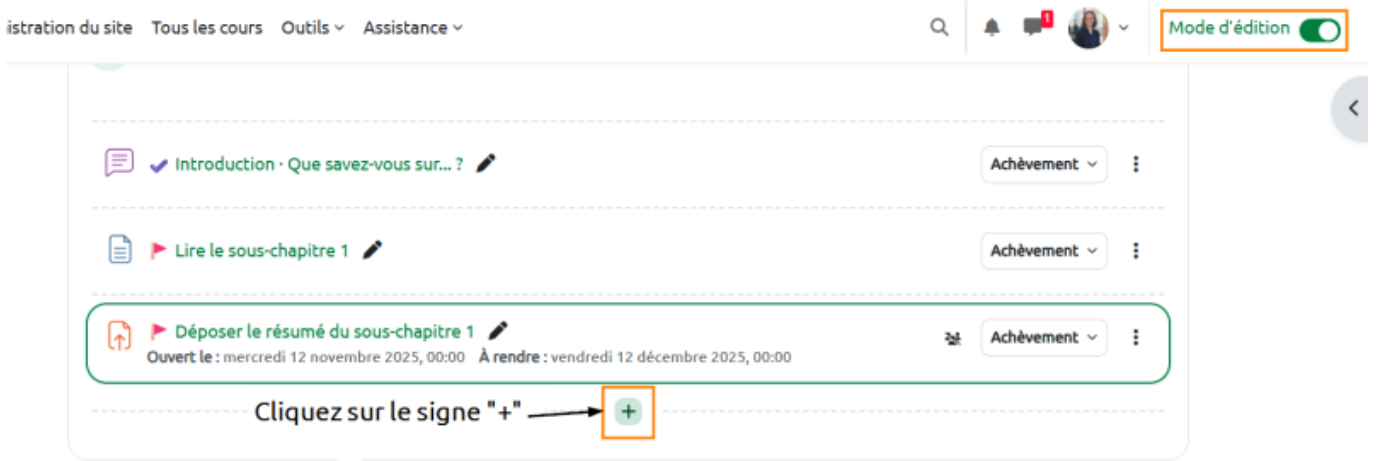 istration du site Tous les cours Outils Assistance 1 Mode d'édition
Introduction · Que savez-vous sur... ? Achèvement
Lire le sous-chapitre 1 Achèvement
Déposer le résumé du sous-chapitre 1 Achèvement
Ouvert le : mercredi 12 novembre 2025, 00:00 À rendre : vendredi 12 décembre 2025, 00:00
Cliquez sur le signe "+" +